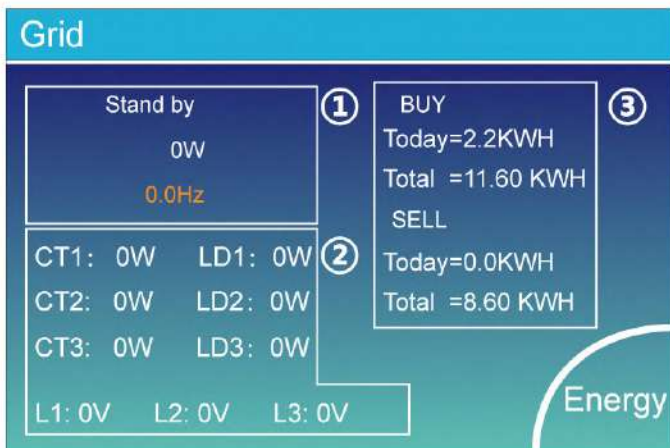 Grid
Stand by ①
0W
0.0Hz
CT1: 0W LD1: 0W ②
CT2: 0W LD2: 0W
CT3: 0W LD3: 0W
L1: 0V L2: 0V L3: 0V
BUY ③
Today=2.2KWH
Total =11.60 KWH
SELL
Today=0.0KWH
Total =8.60 KWH
Energy